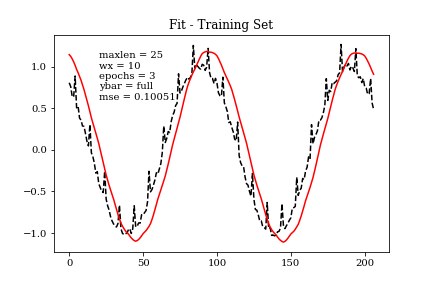 Fit - Training Set
maxlen = 25
wx = 10
epochs = 3
ybar = full
mse = 0.10051
1.0
0.5
0.0
−0.5
−1.0
0
50
100
150
200